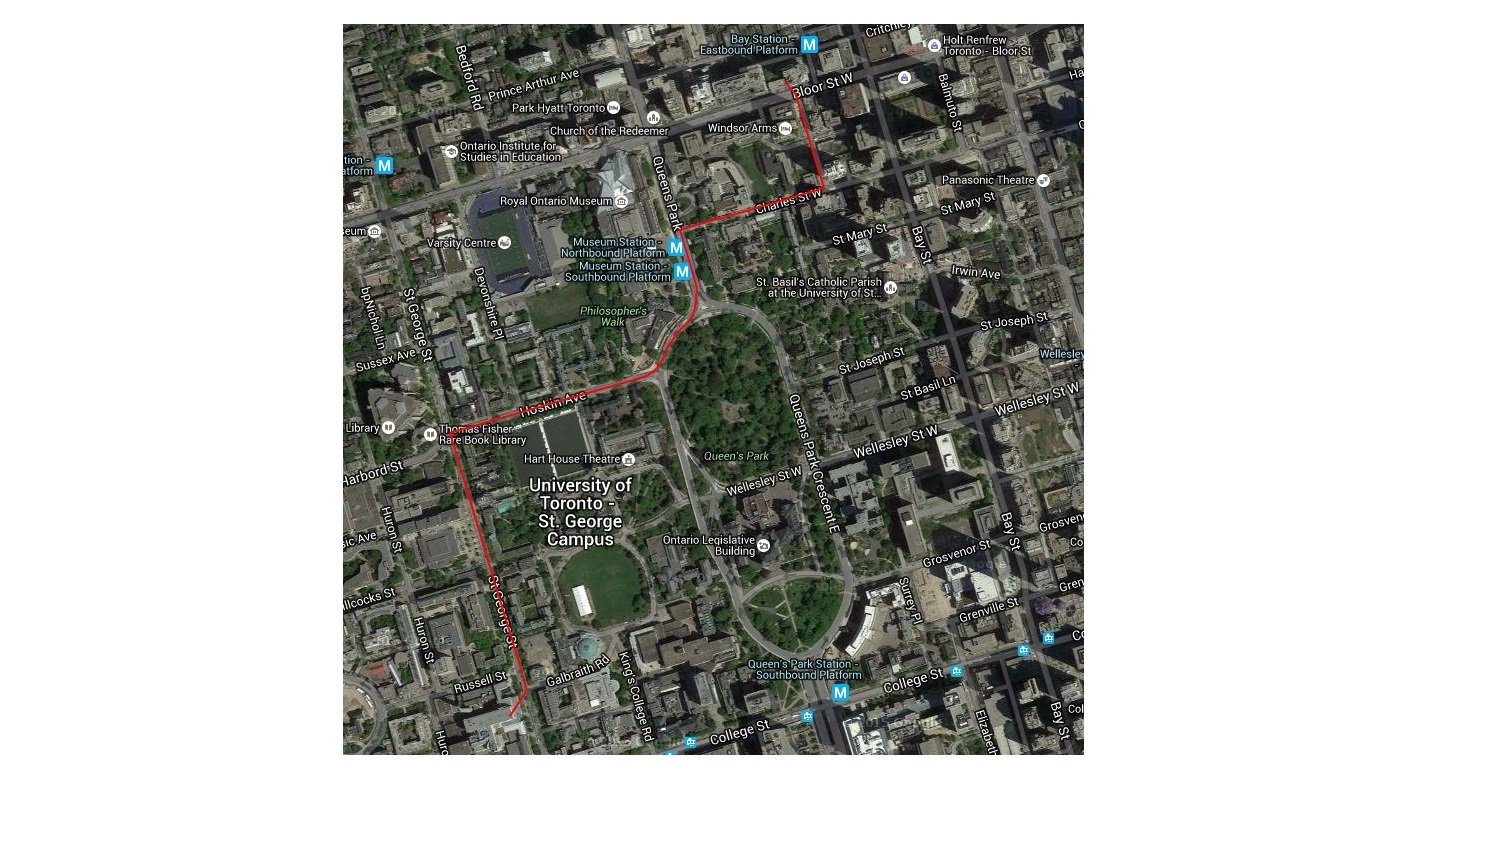 Bay Station -
Eastbound Platform
Critchley
Holt Renfrew
Toronto - Bloor St
Bedford Rd
Prince Arthur Ave
Bloor St W
Balmuto St
Park Hyatt Toronto
Church of the Redeemer
Windsor Arms
Ontario Institute for
Studies in Education
tion -
atform
Queens Park
Panasonic Theatre
Royal Ontario Museum
Charles St W
St Mary St
eum
Varsity Centre
Museum Station -
Northbound Platform
Museum Station -
Southbound Platform
St Mary St
Bay St
Irwin Ave
St. Basil's Catholic Parish
at the University of St...
Devonshire Pl
bpNichol Ln
St George St
Philosopher's
Walk
St Joseph St
Sussex Ave
St Joseph St
Wellesley
St Basil Ln
Hoskin Ave
Queens Park Crescent E
Wellesley St W
Library
Thomas Fisher
Rare Book Library
Wellesley St W
Harbord St
Hart House Theatre
Queen's Park
Wellesley St W
University of
Toronto -
St. George
Campus
Huron St
sic Ave
Ontario Legislative
Building
Bay St
Grosven
Co
Grosvenor St
Surrey Pl
Gren
Grenville St
illcocks St
St George St
Huron St
Co
Russell St
Galbraith Rd
King's College Rd
Queen's Park Station -
Southbound Platform
College St
College St
Elizabeth
Bay St
Col
Huro